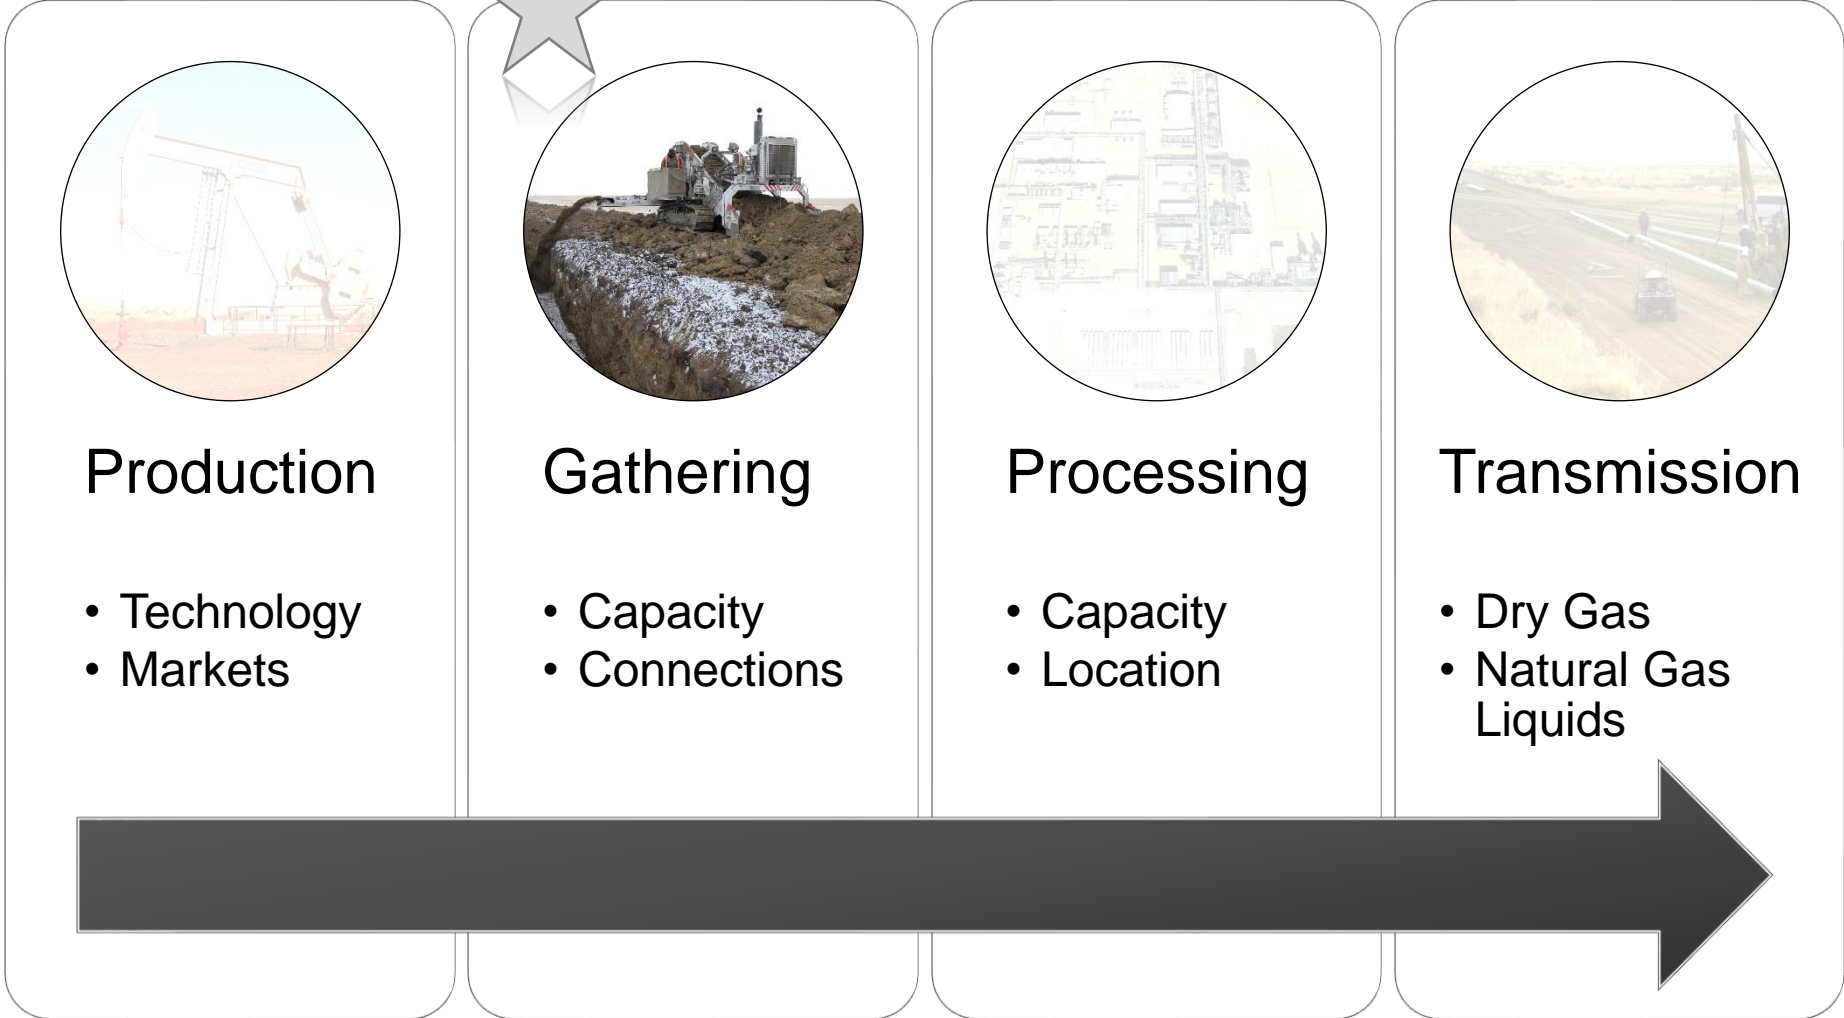 Production
• Technology
• Markets
Gathering
• Capacity
• Connections
Processing
• Capacity
• Location
Transmission
• Dry Gas
• Natural Gas
Liquids